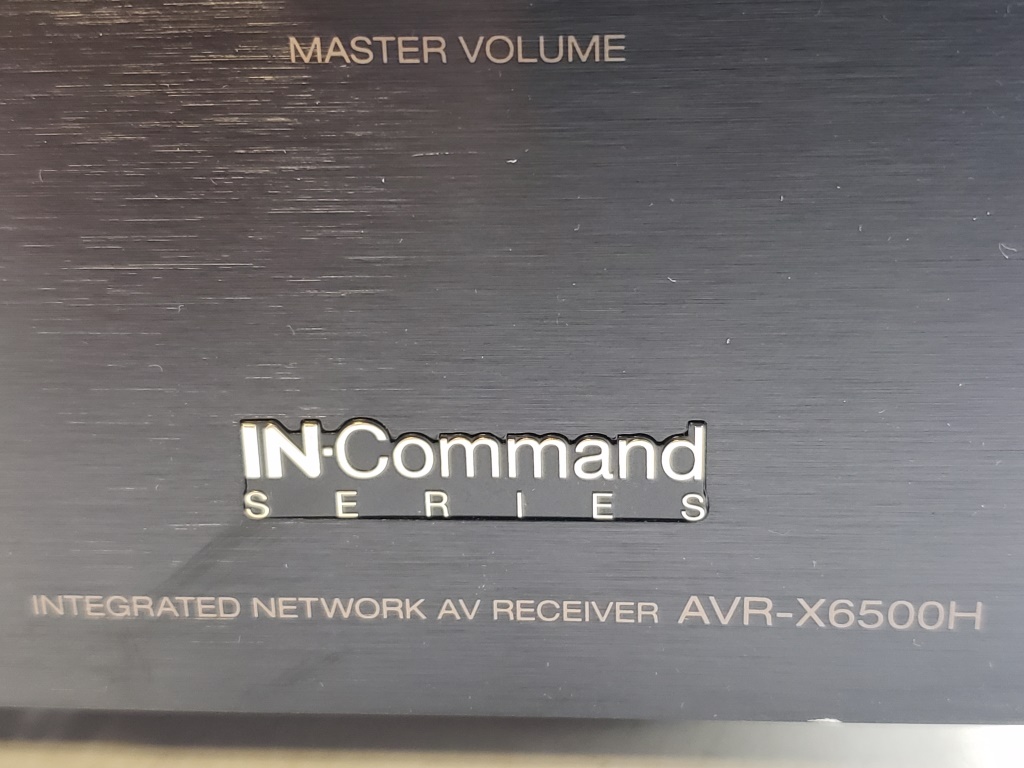 MASTER VOLUME
IN·Command
SERIES
INTEGRATED NETWORK AV RECEIVER AVR-X6500H